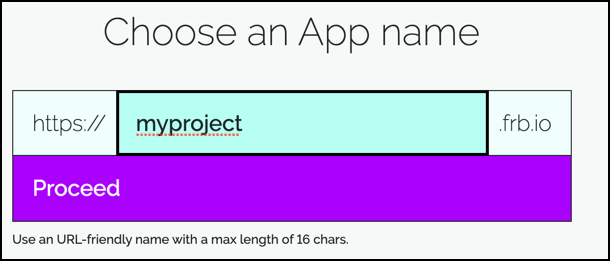 Choose an App name
https:// myproject .frb.io
Proceed
Use an URL-friendly name with a max length of 16 chars.